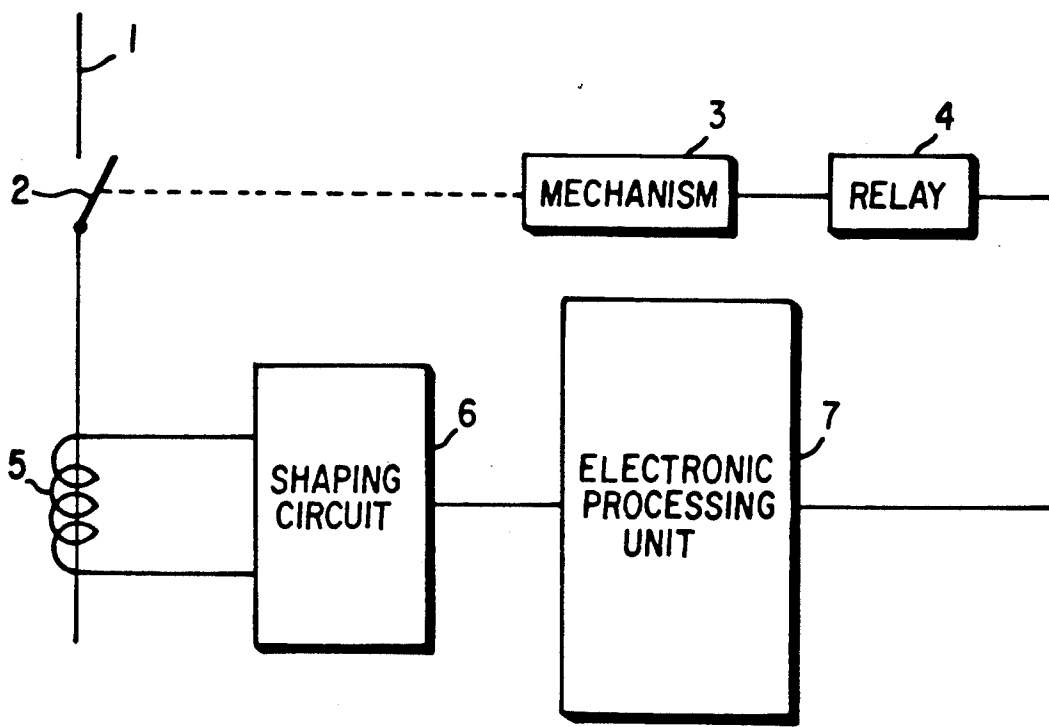 1
2
3
4
MECHANISM
RELAY
5
6
7
SHAPING
CIRCUIT
ELECTRONIC
PROCESSING
UNIT